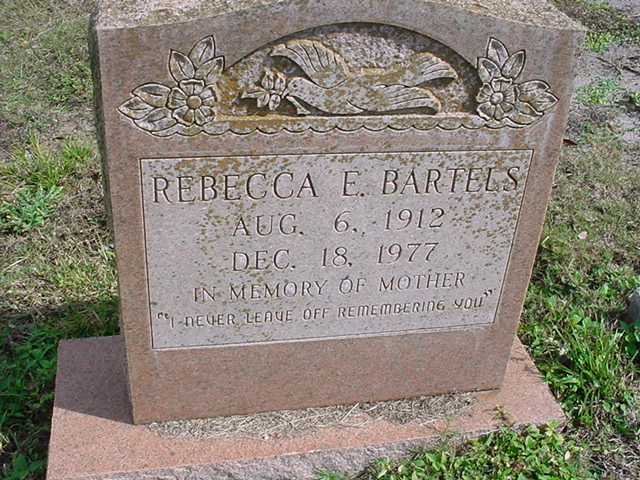 REBECCA E. BARTELS
AUG. 6, 1912
DEC. 18, 1977
IN MEMORY OF MOTHER
"I NEVER LEAVE OFF REMEMBERING YOU"